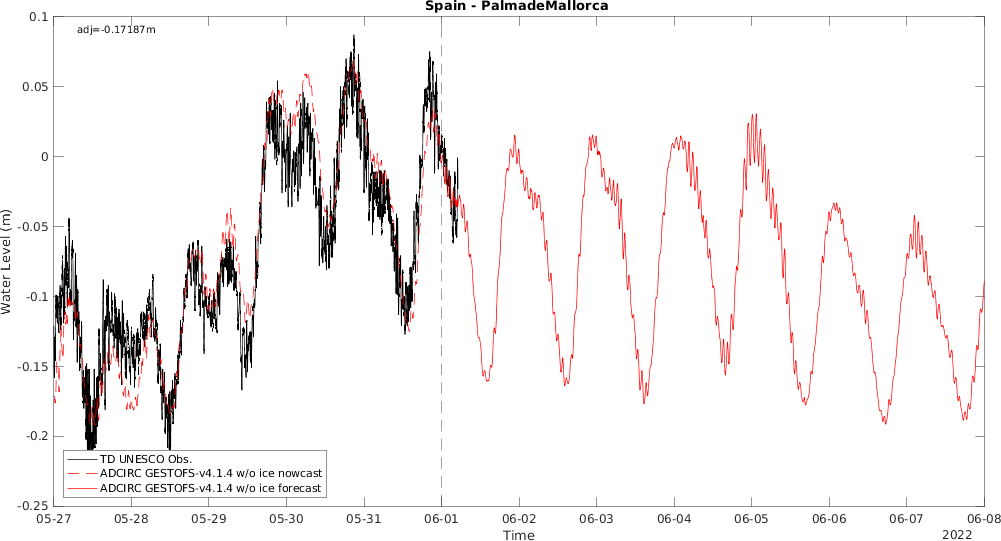 Spain - PalmadeMallorca
adj=-0.17187m
0.1
0.05
0
-0.05
-0.1
-0.15
-0.2
-0.25
Water Level (m)
TD UNESCO Obs.
ADCIRC GESTOFS-v4.1.4 w/o ice nowcast
ADCIRC GESTOFS-v4.1.4 w/o ice forecast
05-27 05-28 05-29 05-30 05-31 06-01 06-02 06-03 06-04 06-05 06-06 06-07 06-08
Time
2022